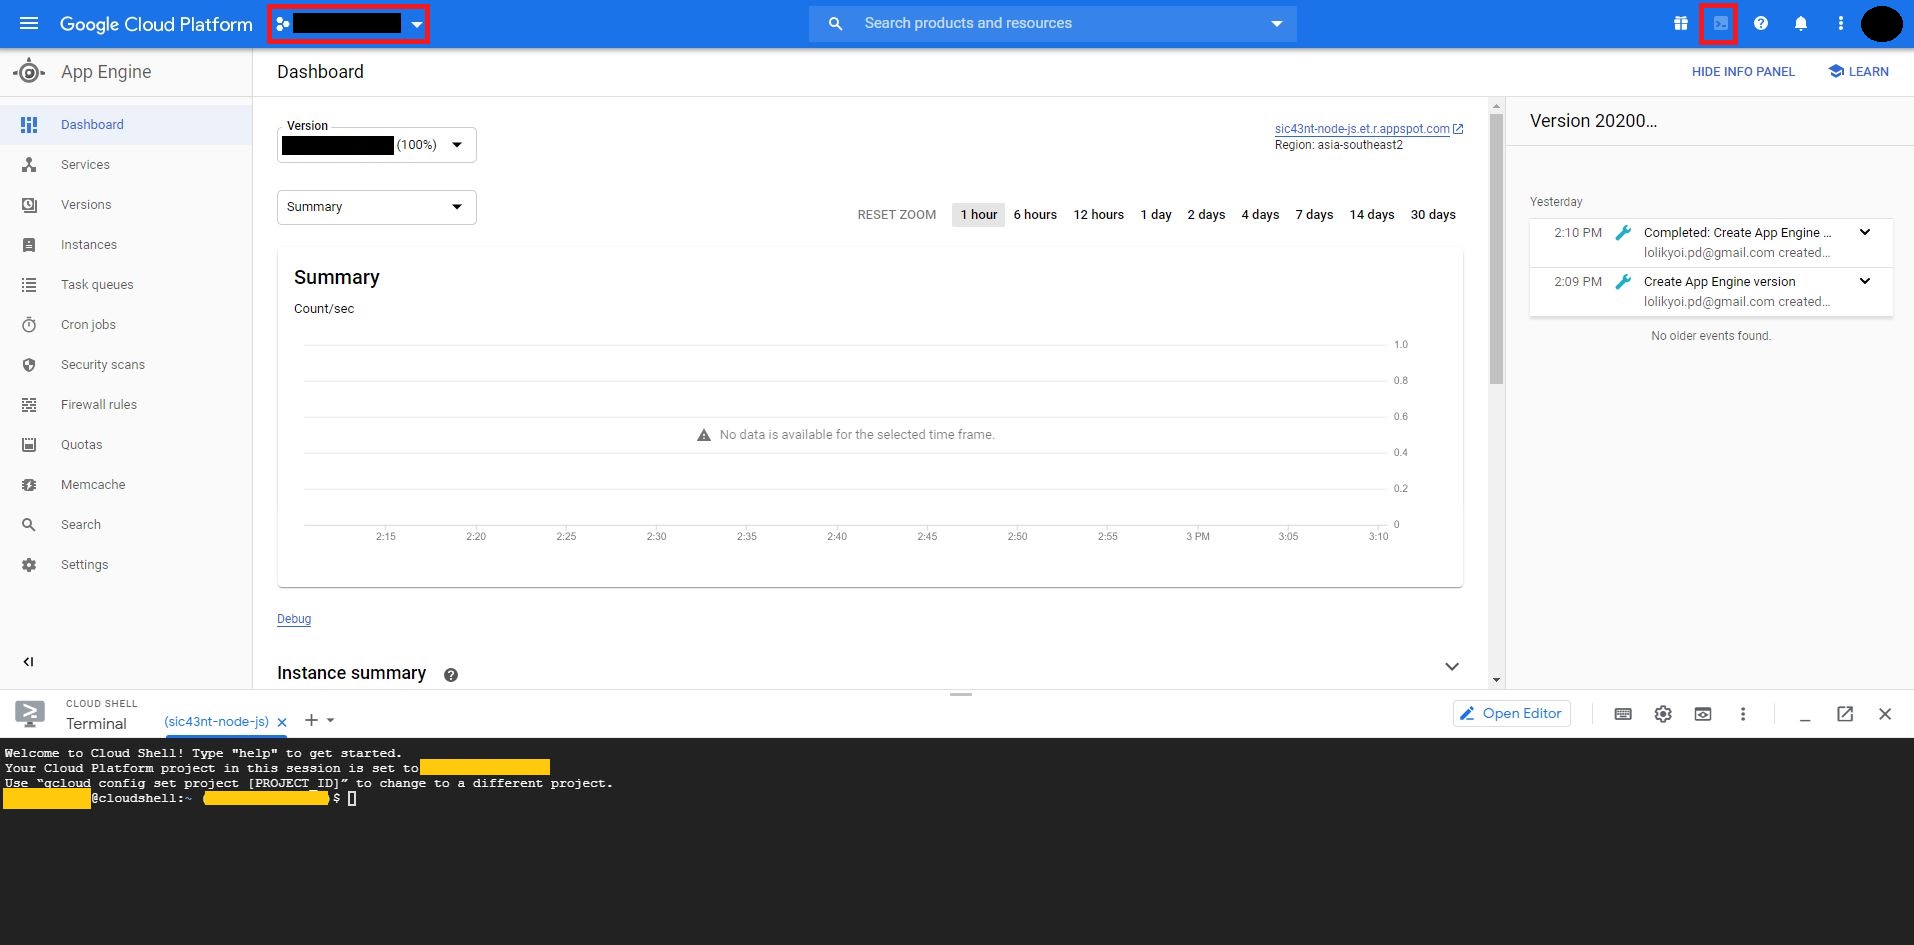 Google Cloud Platform
Search products and resources
App Engine
Dashboard
HIDE INFO PANEL
LEARN
Dashboard
Services
Versions
Instances
Task queues
Cron jobs
Security scans
Firewall rules
Quotas
Memcache
Search
Settings
Version
(100%)
sic43nt-node-js.et.r.appspot.com
Region: asia-southeast2
Summary
RESET ZOOM 1 hour 6 hours 12 hours 1 day 2 days 4 days 7 days 14 days 30 days
Summary
Count/sec
1.0
0.8
0.6
No data is available for the selected time frame.
0.4
0.2
0
2:15 2:20 2:25 2:30 2:35 2:40 2:45 2:50 2:55 3 PM 3:05 3:10
Debug
Instance summary
Version 20200...
Yesterday
2:10 PM Completed: Create App Engine ...
lolikyoi.pd@gmail.com created...
2:09 PM Create App Engine version
lolikyoi.pd@gmail.com created...
No older events found.
CLOUD SHELL
Terminal
(sic43nt-node-js)
Open Editor
Welcome to Cloud Shell! Type "help" to get started.
Your Cloud Platform project in this session is set to
Use “gcloud config set project [PROJECT_ID]” to change to a different project.
@cloudshell:~ ( )$